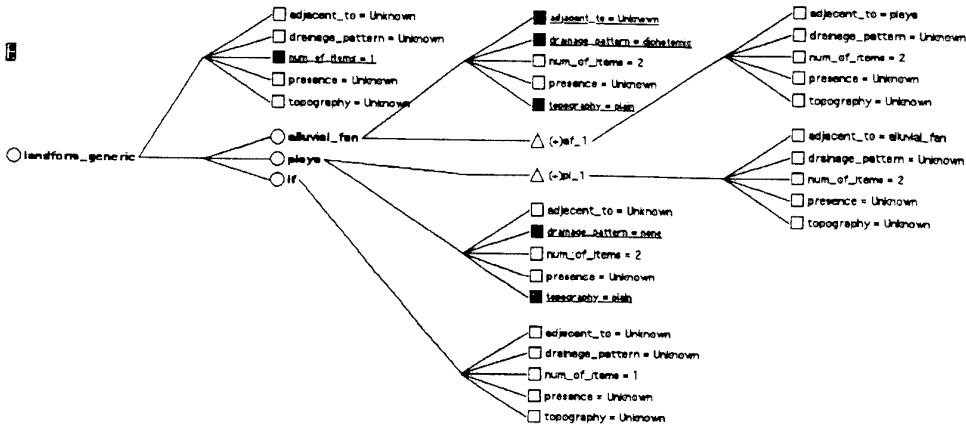 adjacent_to = Unknown
drainage_pattern = Unknown
num_of_items = 1
presence = Unknown
topography = Unknown
landform_generic
alluvial_fan
playa
lf
adjacent_to = Unknown
drainage_pattern = dichotomic
num_of_items = 2
presence = Unknown
topography = plain
(+)af_1
(+)pl_1
adjacent_to = playa
drainage_pattern = Unknown
num_of_items = 2
presence = Unknown
topography = Unknown
adjacent_to = alluvial_fan
drainage_pattern = Unknown
num_of_items = 2
presence = Unknown
topography = Unknown
adjacent_to = Unknown
drainage_pattern = none
num_of_items = 2
presence = Unknown
topography = plain
adjacent_to = Unknown
drainage_pattern = Unknown
num_of_items = 1
presence = Unknown
topography = Unknown